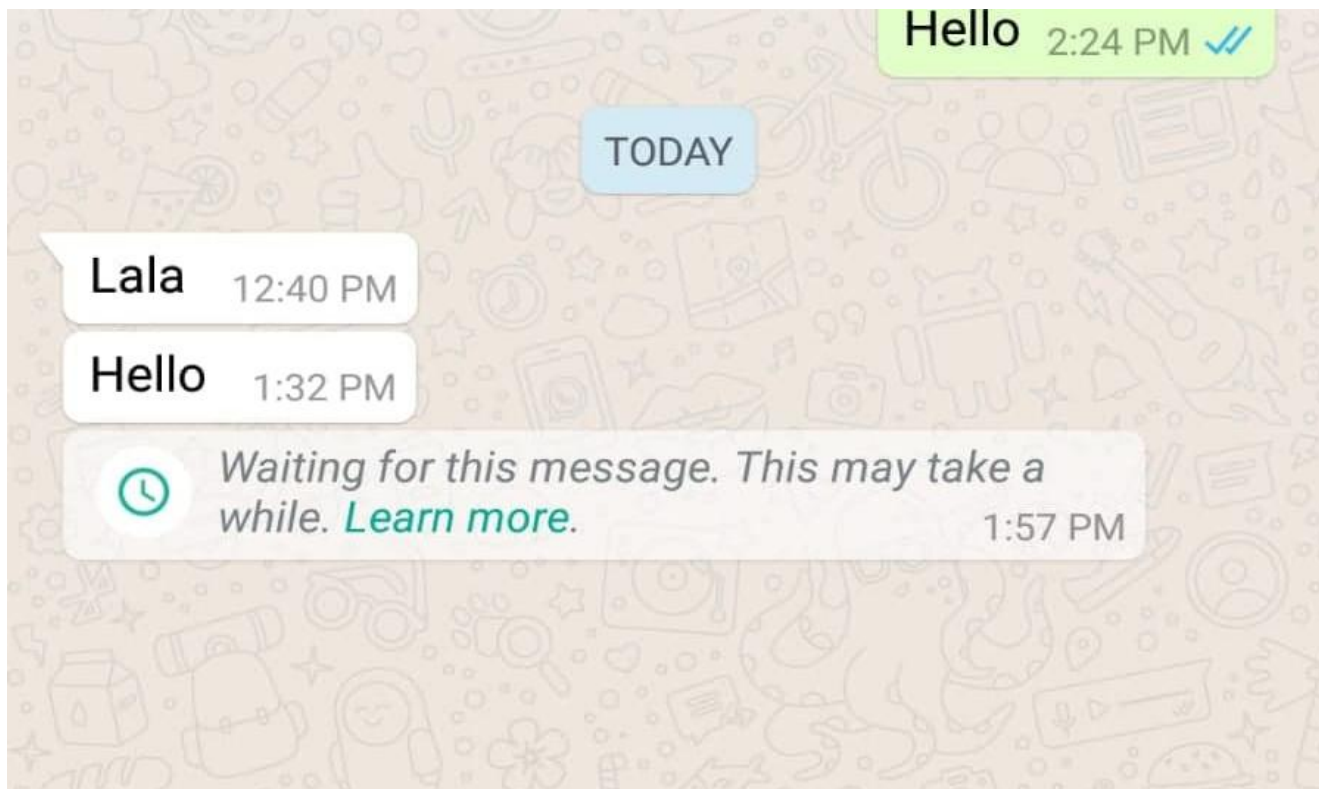 Hello 2:24 PM
TODAY
Lala 12:40 PM
Hello 1:32 PM
Waiting for this message. This may take a
while. Learn more. 1:57 PM